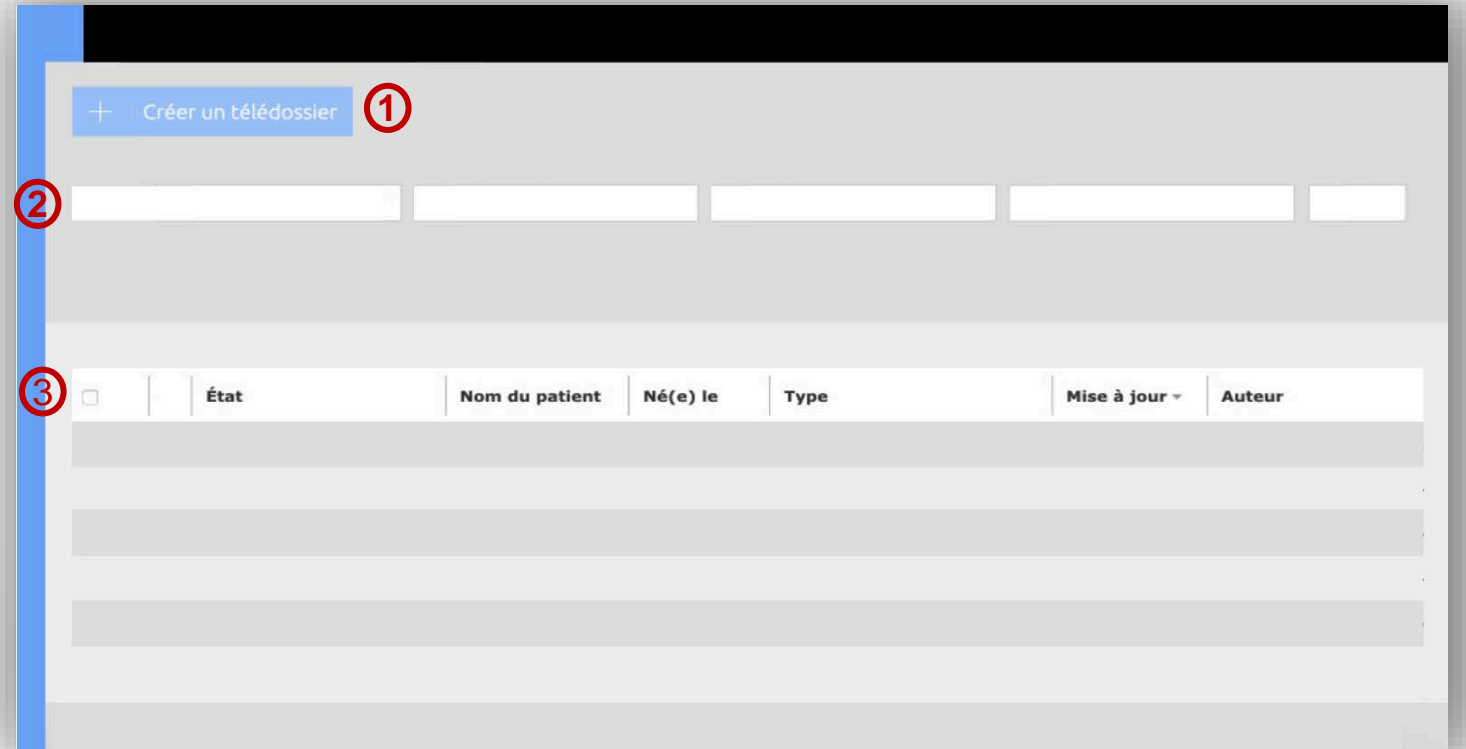 + Créer un télédossier 1
2
3 État Nom du patient Né(e) le Type Mise à jour Auteur